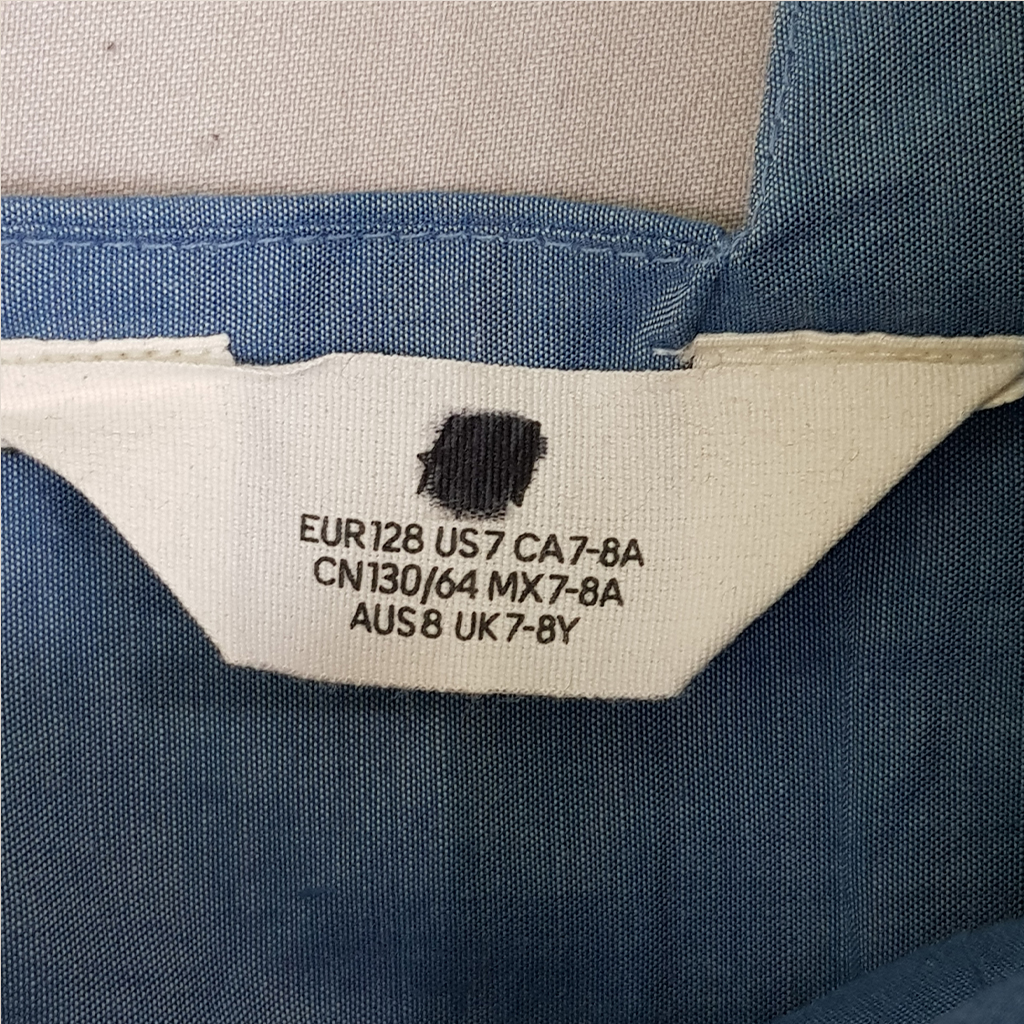 EUR128 US7 CA7-8A
CN130/64 MX7-8A
AUS8 UK7-8Y